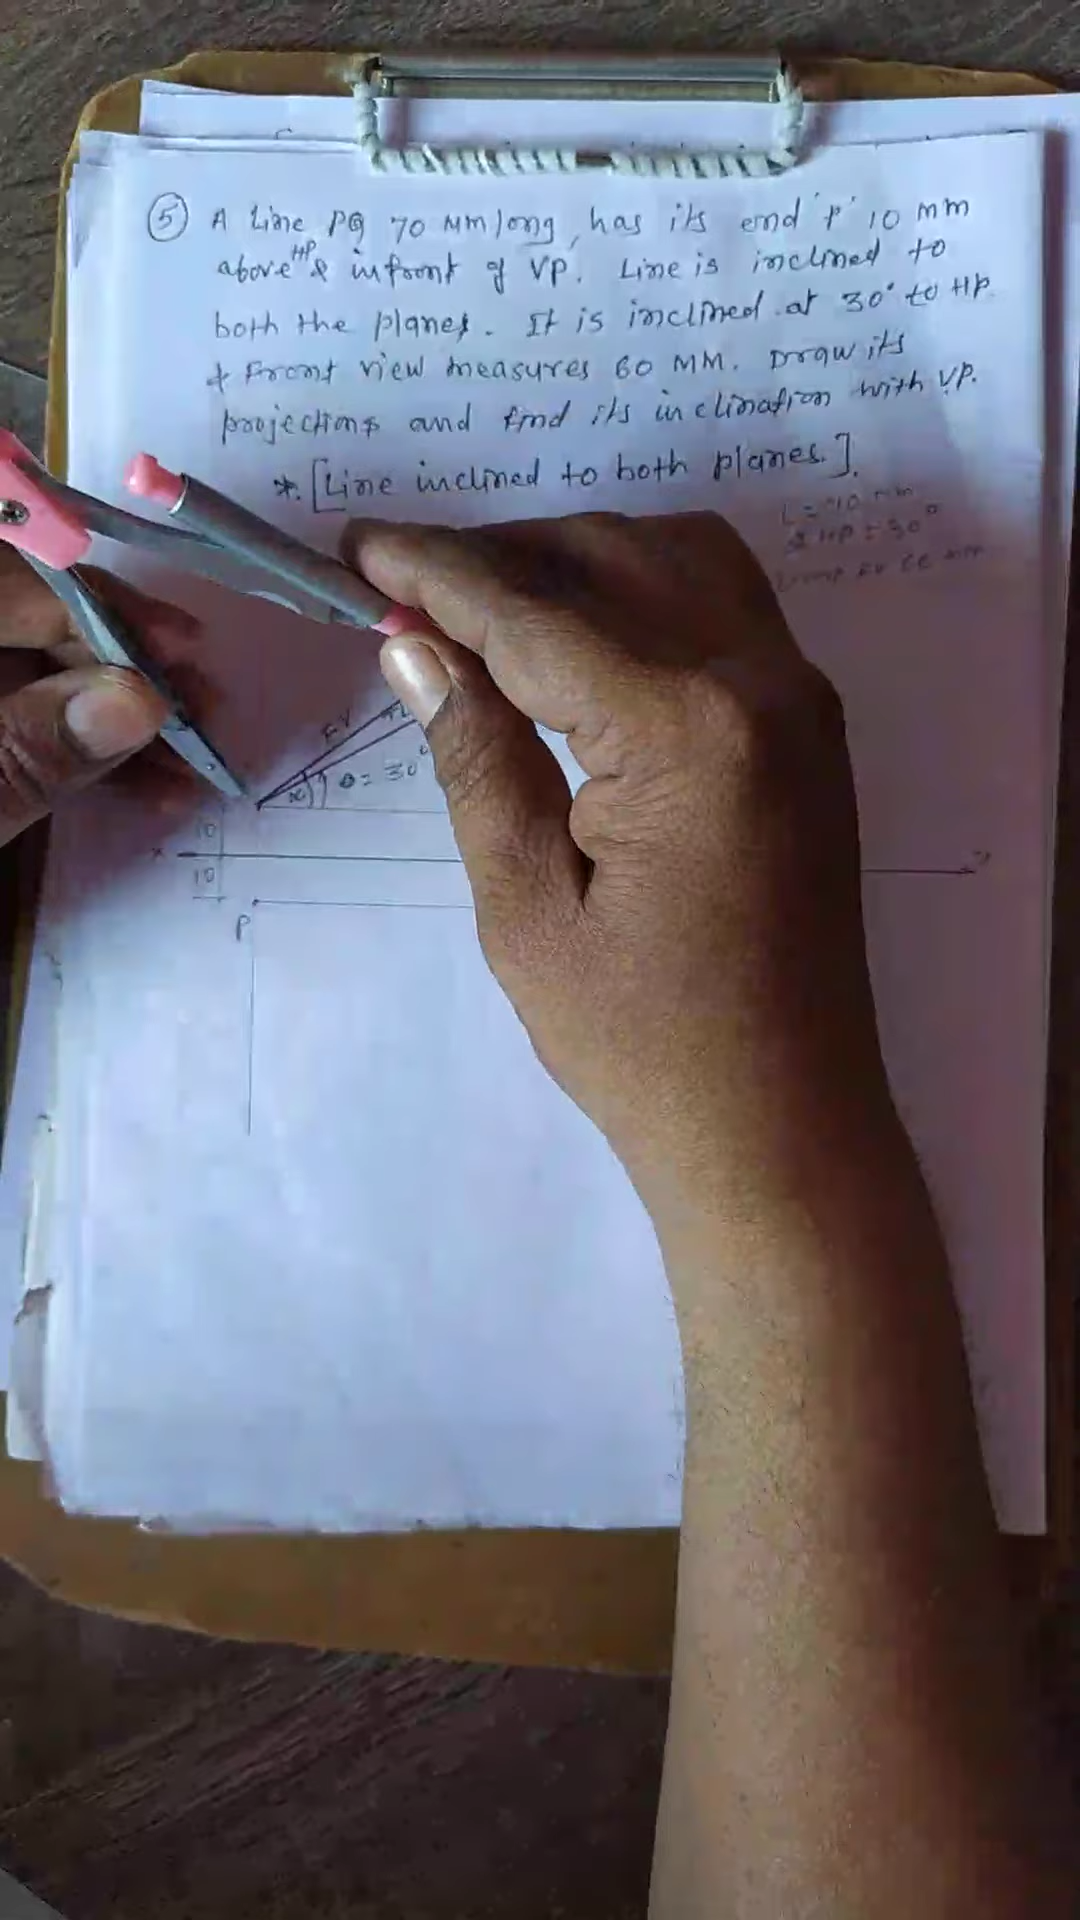 ⑤ A Line PQ 70 MM long, has its end 'P' 10 MM
above HP & infront of VP. Line is inclined to
both the planes. It is inclined at 30° to HP
& Front view measures 60 MM. Draw its
projections and find its inclination with VP.
*. [Line inclined to both planes.].
HP = 30°
FV
θ = 30°
α
10
X
Y
10
P